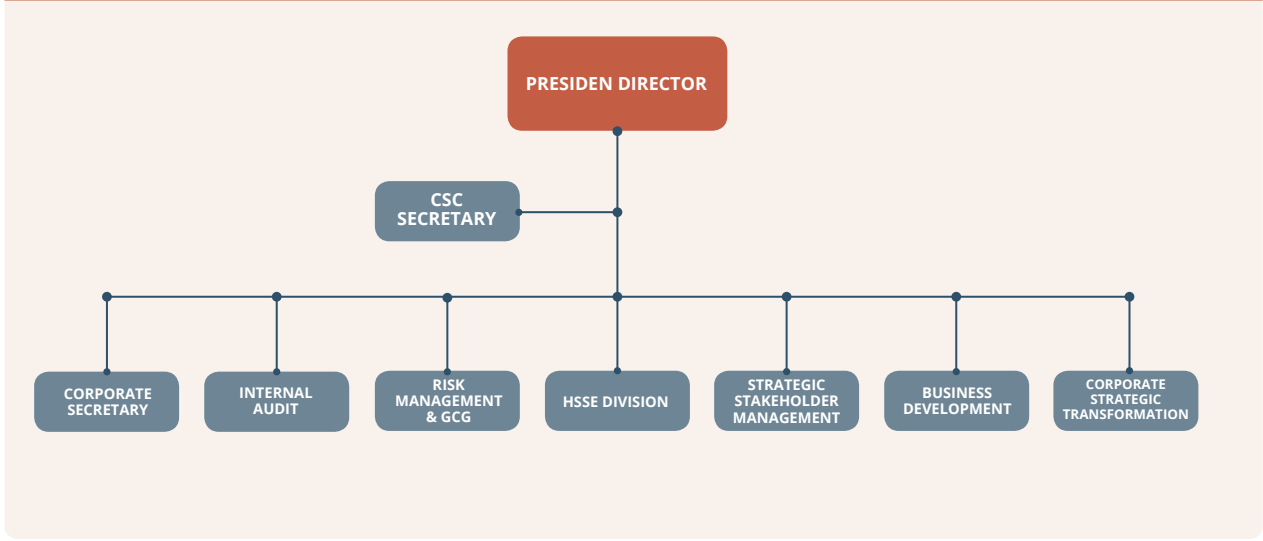 PRESIDEN DIRECTOR
CSC
SECRETARY
CORPORATE
SECRETARY
INTERNAL
AUDIT
RISK
MANAGEMENT
& GCG
HSSE DIVISION
STRATEGIC
STAKEHOLDER
MANAGEMENT
BUSINESS
DEVELOPMENT
CORPORATE
STRATEGIC
TRANSFORMATION